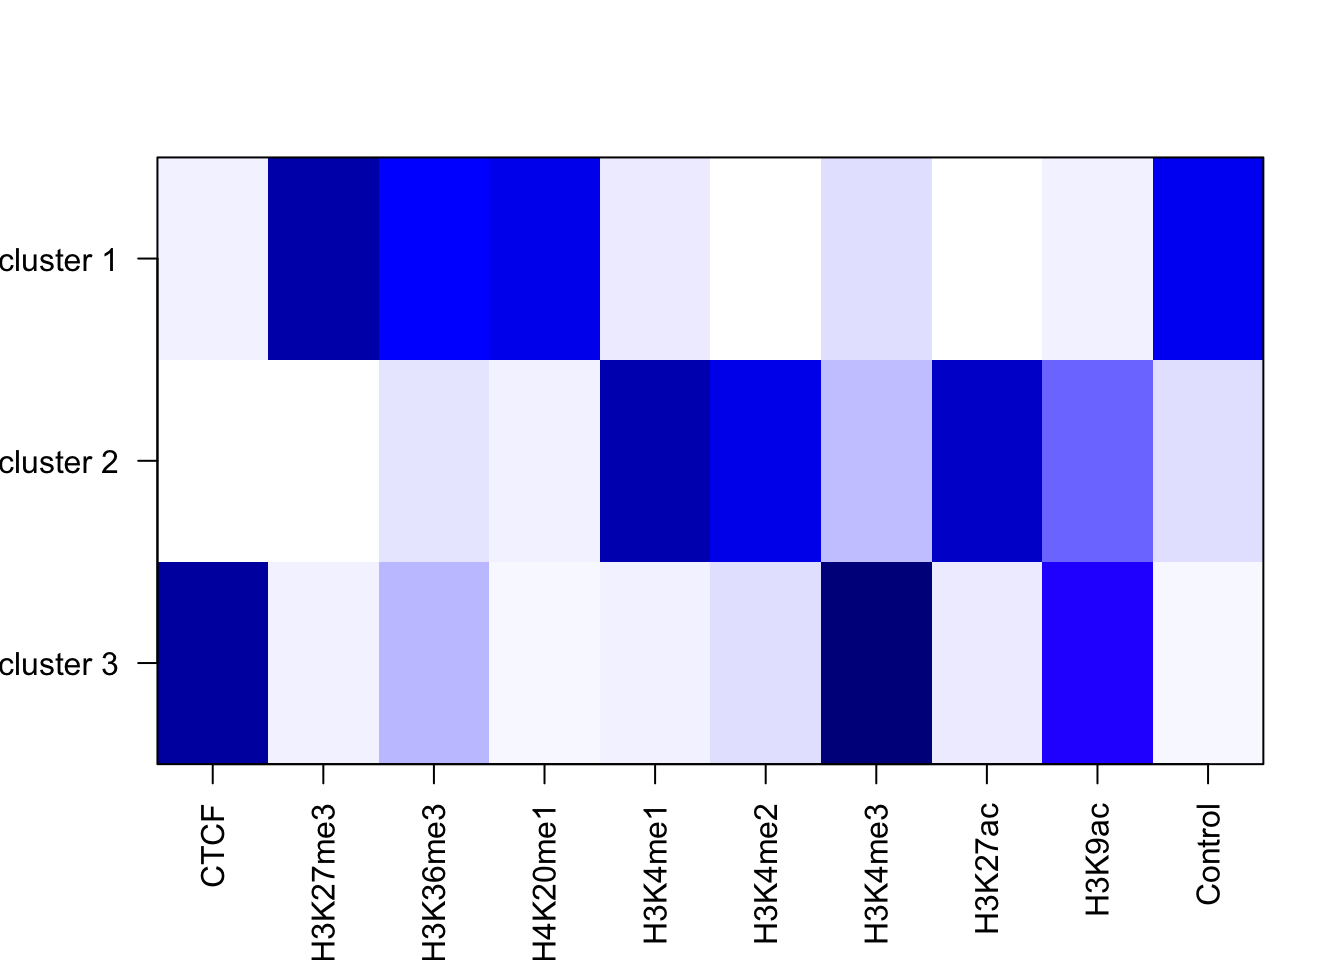 cluster 1
cluster 2
cluster 3
CTCF
H3K27me3
H3K36me3
H4K20me1
H3K4me1
H3K4me2
H3K4me3
H3K27ac
H3K9ac
Control